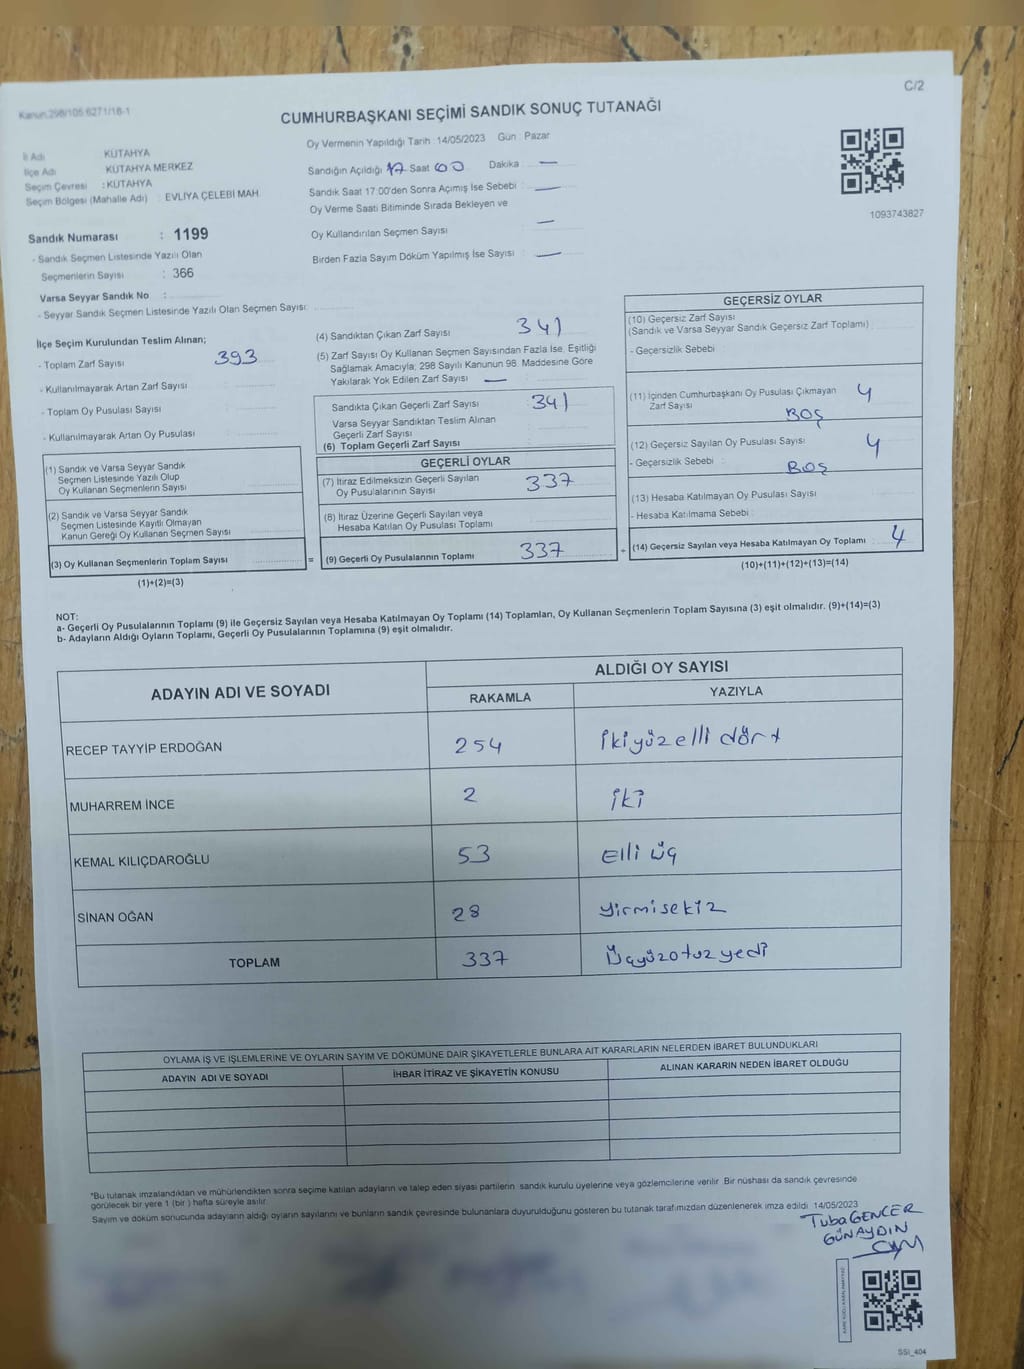 Kanun 298/105 6271/18-1
C/2
CUMHURBAŞKANI SEÇİMİ SANDIK SONUÇ TUTANAĞI
İl Adı KÜTAHYA
İlçe Adı KÜTAHYA MERKEZ
Seçim Çevresi : KÜTAHYA
Seçim Bölgesi (Mahalle Adı) : EVLİYA ÇELEBİ MAH.
Sandık Numarası : 1199
- Sandık Seçmen Listesinde Yazılı Olan
Seçmenlerin Sayısı : 366
Varsa Seyyar Sandık No :
- Seyyar Sandık Seçmen Listesinde Yazılı Olan Seçmen Sayısı:
Oy Vermenin Yapıldığı Tarih : 14/05/2023 Gün : Pazar
Sandığın Açıldığı 17 Saat 00 Dakika —
Sandık Saat 17:00'den Sonra Açımış İse Sebebi : —
Oy Verme Saati Bitiminde Sırada Bekleyen ve
Oy Kullandırılan Seçmen Sayısı —
Birden Fazla Sayım Döküm Yapılmış İse Sayısı : —
1093743827
İlçe Seçim Kurulundan Teslim Alınan;
- Toplam Zarf Sayısı 393
- Kullanılmayarak Artan Zarf Sayısı
- Toplam Oy Pusulası Sayısı
- Kullanılmayarak Artan Oy Pusulası
(1) Sandık ve Varsa Seyyar Sandık
Seçmen Listesinde Yazılı Olup
Oy Kullanan Seçmenlerin Sayısı
(2) Sandık ve Varsa Seyyar Sandık
Seçmen Listesinde Kayıtlı Olmayan
Kanun Gereği Oy Kullanan Seçmen Sayısı
(3) Oy Kullanan Seçmenlerin Toplam Sayısı
(1)+(2)=(3)
(4) Sandıktan Çıkan Zarf Sayısı 341
(5) Zarf Sayısı Oy Kullanan Seçmen Sayısından Fazla İse, Eşitliği
Sağlamak Amacıyla; 298 Sayılı Kanunun 98. Maddesine Göre
Yakılarak Yok Edilen Zarf Sayısı —
Sandıkta Çıkan Geçerli Zarf Sayısı 341
Varsa Seyyar Sandıktan Teslim Alınan
Geçerli Zarf Sayısı
(6) Toplam Geçerli Zarf Sayısı
GEÇERLİ OYLAR
(7) İtiraz Edilmeksizin Geçerli Sayılan
Oy Pusulalarının Sayısı 337
(8) İtiraz Üzerine Geçerli Sayılan veya
Hesaba Katılan Oy Pusulası Toplamı
= (9) Geçerli Oy Pusulalarının Toplamı 337 +
GEÇERSİZ OYLAR
(10) Geçersiz Zarf Sayısı
(Sandık ve Varsa Seyyar Sandık Geçersiz Zarf Toplamı)
- Geçersizlik Sebebi
(11) İçinden Cumhurbaşkanı Oy Pusulası Çıkmayan 4
Zarf Sayısı BOŞ
(12) Geçersiz Sayılan Oy Pusulası Sayısı 4
- Geçersizlik Sebebi BOŞ
(13) Hesaba Katılmayan Oy Pusulası Sayısı
- Hesaba Katılmama Sebebi
(14) Geçersiz Sayılan veya Hesaba Katılmayan Oy Toplamı 4
(10)+(11)+(12)+(13)=(14)
NOT:
a- Geçerli Oy Pusulalarının Toplamı (9) ile Geçersiz Sayılan veya Hesaba Katılmayan Oy Toplamı (14) Toplamları, Oy Kullanan Seçmenlerin Toplam Sayısına (3) eşit olmalıdır. (9)+(14)=(3)
b- Adayların Aldığı Oyların Toplamı, Geçerli Oy Pusulalarının Toplamına (9) eşit olmalıdır.
ADAYIN ADI VE SOYADI ALDIĞI OY SAYISI
RAKAMLA YAZIYLA
RECEP TAYYİP ERDOĞAN 254 ikiyüzelli dört
MUHARREM İNCE 2 iki
KEMAL KILIÇDAROĞLU 53 Elli üç
SİNAN OĞAN 28 yirmisekiz
TOPLAM 337 Üçyüzotuzyedi
OYLAMA İŞ VE İŞLEMLERİNE VE OYLARIN SAYIM VE DÖKÜMÜNE DAİR ŞİKAYETLERLE BUNLARA AİT KARARLARIN NELERDEN İBARET BULUNDUKLARI
ADAYIN ADI VE SOYADI İHBAR İTİRAZ VE ŞİKAYETİN KONUSU ALINAN KARARIN NEDEN İBARET OLDUĞU
*Bu tutanak imzalandıktan ve mühürlendikten sonra seçime katılan adayların ve talep eden siyasi partilerin sandık kurulu üyelerine veya gözlemcilerine verilir. Bir nüshası da sandık çevresinde
görülecek bir yere 1 (bir) hafta süreyle asılır.
Sayım ve döküm sonucunda adayların aldığı oyların sayılarını ve bunların sandık çevresinde bulunanlara duyurulduğunu gösteren bu tutanak tarafımızdan düzenlenerek imza edildi. 14/05/2023
Tuba GENCER
GÜNAYDIN
SSI_404